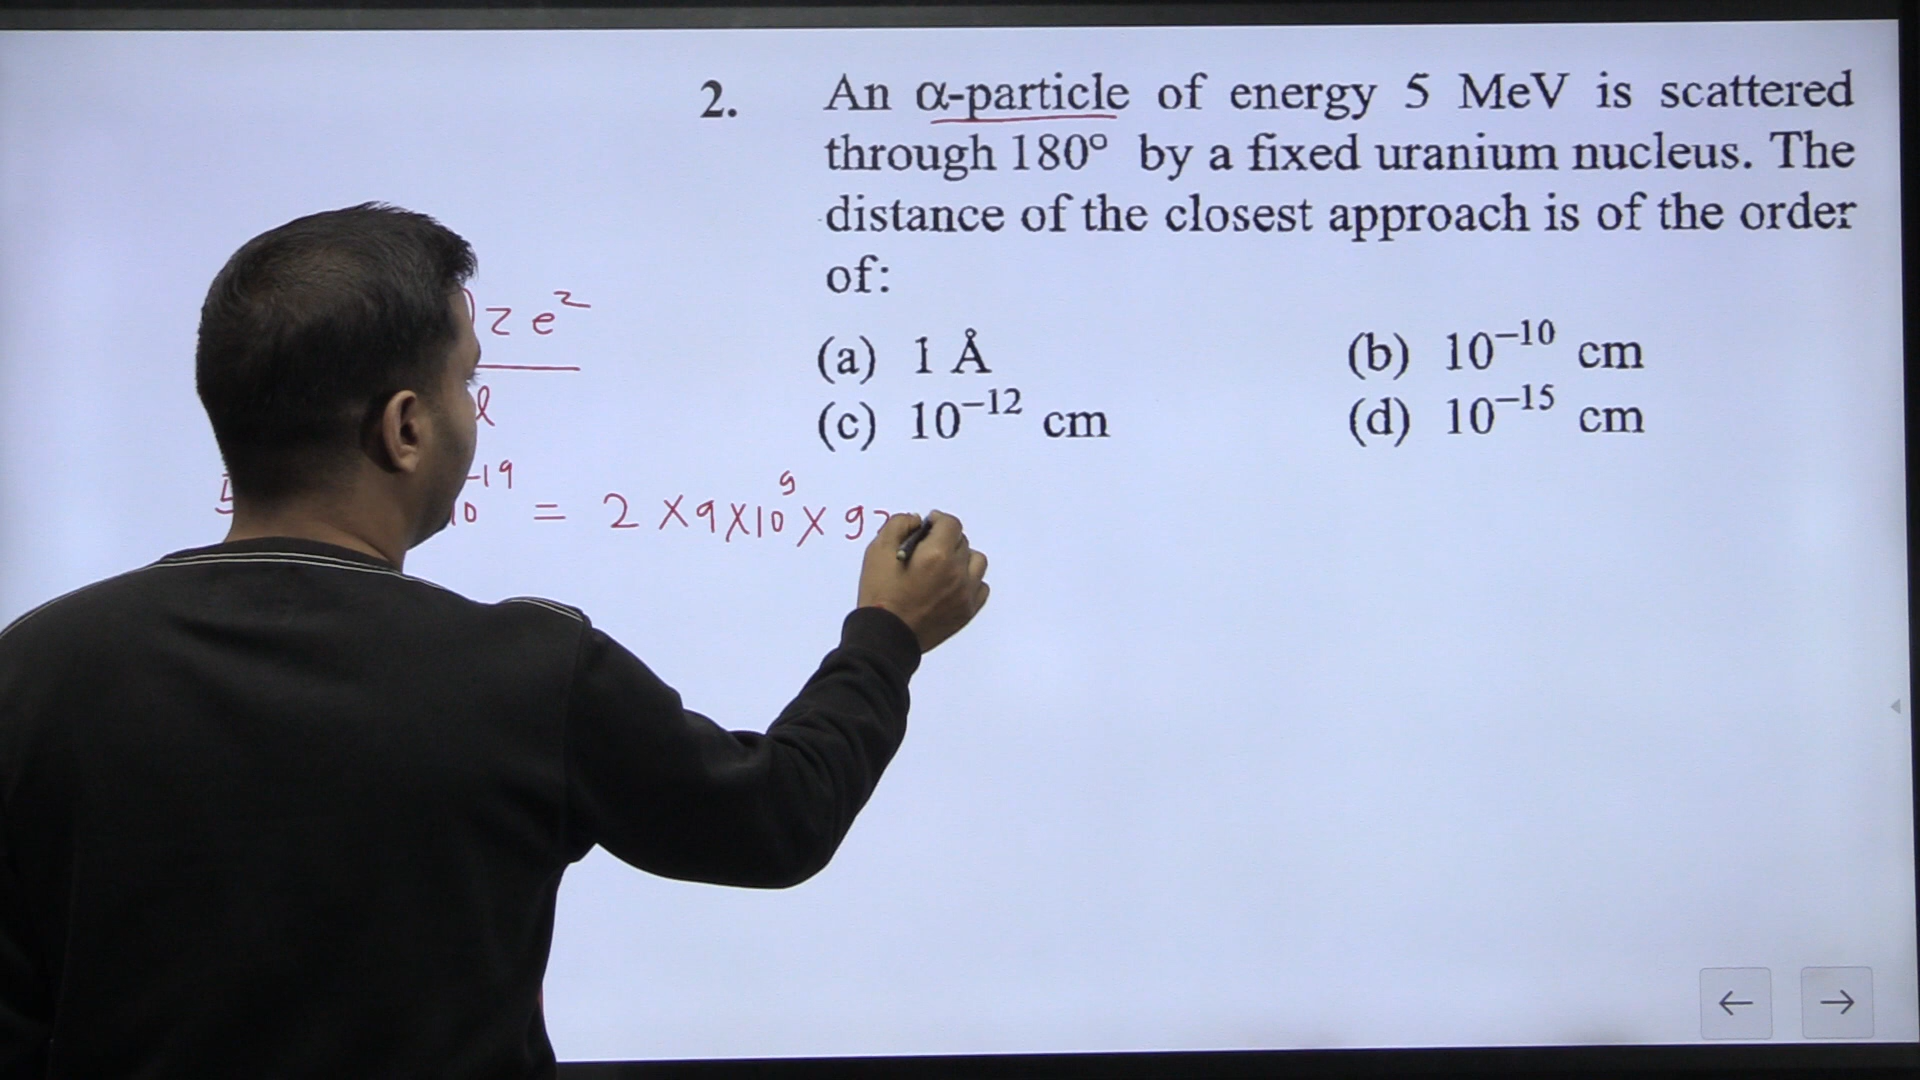 2. An α-particle of energy 5 MeV is scattered
through 180° by a fixed uranium nucleus. The
distance of the closest approach is of the order
of:
(a) 1 Å (b) 10⁻¹⁰ cm
(c) 10⁻¹² cm (d) 10⁻¹⁵ cm
z e²
⁻¹⁹ = 2 × 9 × 10⁹ × 9